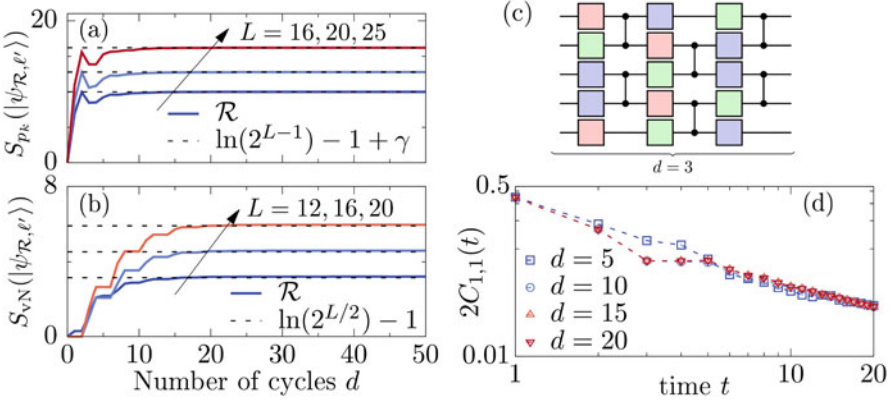 (a)
L = 16, 20, 25
R
ln(2^{L−1}) − 1 + γ
S_{p_k}(|ψ_{R,ℓ'}⟩)
20
0
(b)
L = 12, 16, 20
R
ln(2^{L/2}) − 1
S_{vN}(|ψ_{R,ℓ'}⟩)
8
4
0
0 10 20 30 40 50
Number of cycles d
(c)
d = 3
(d)
2C_{1,1}(t)
0.5
0.01
d = 5
d = 10
d = 15
d = 20
1 10 20
time t